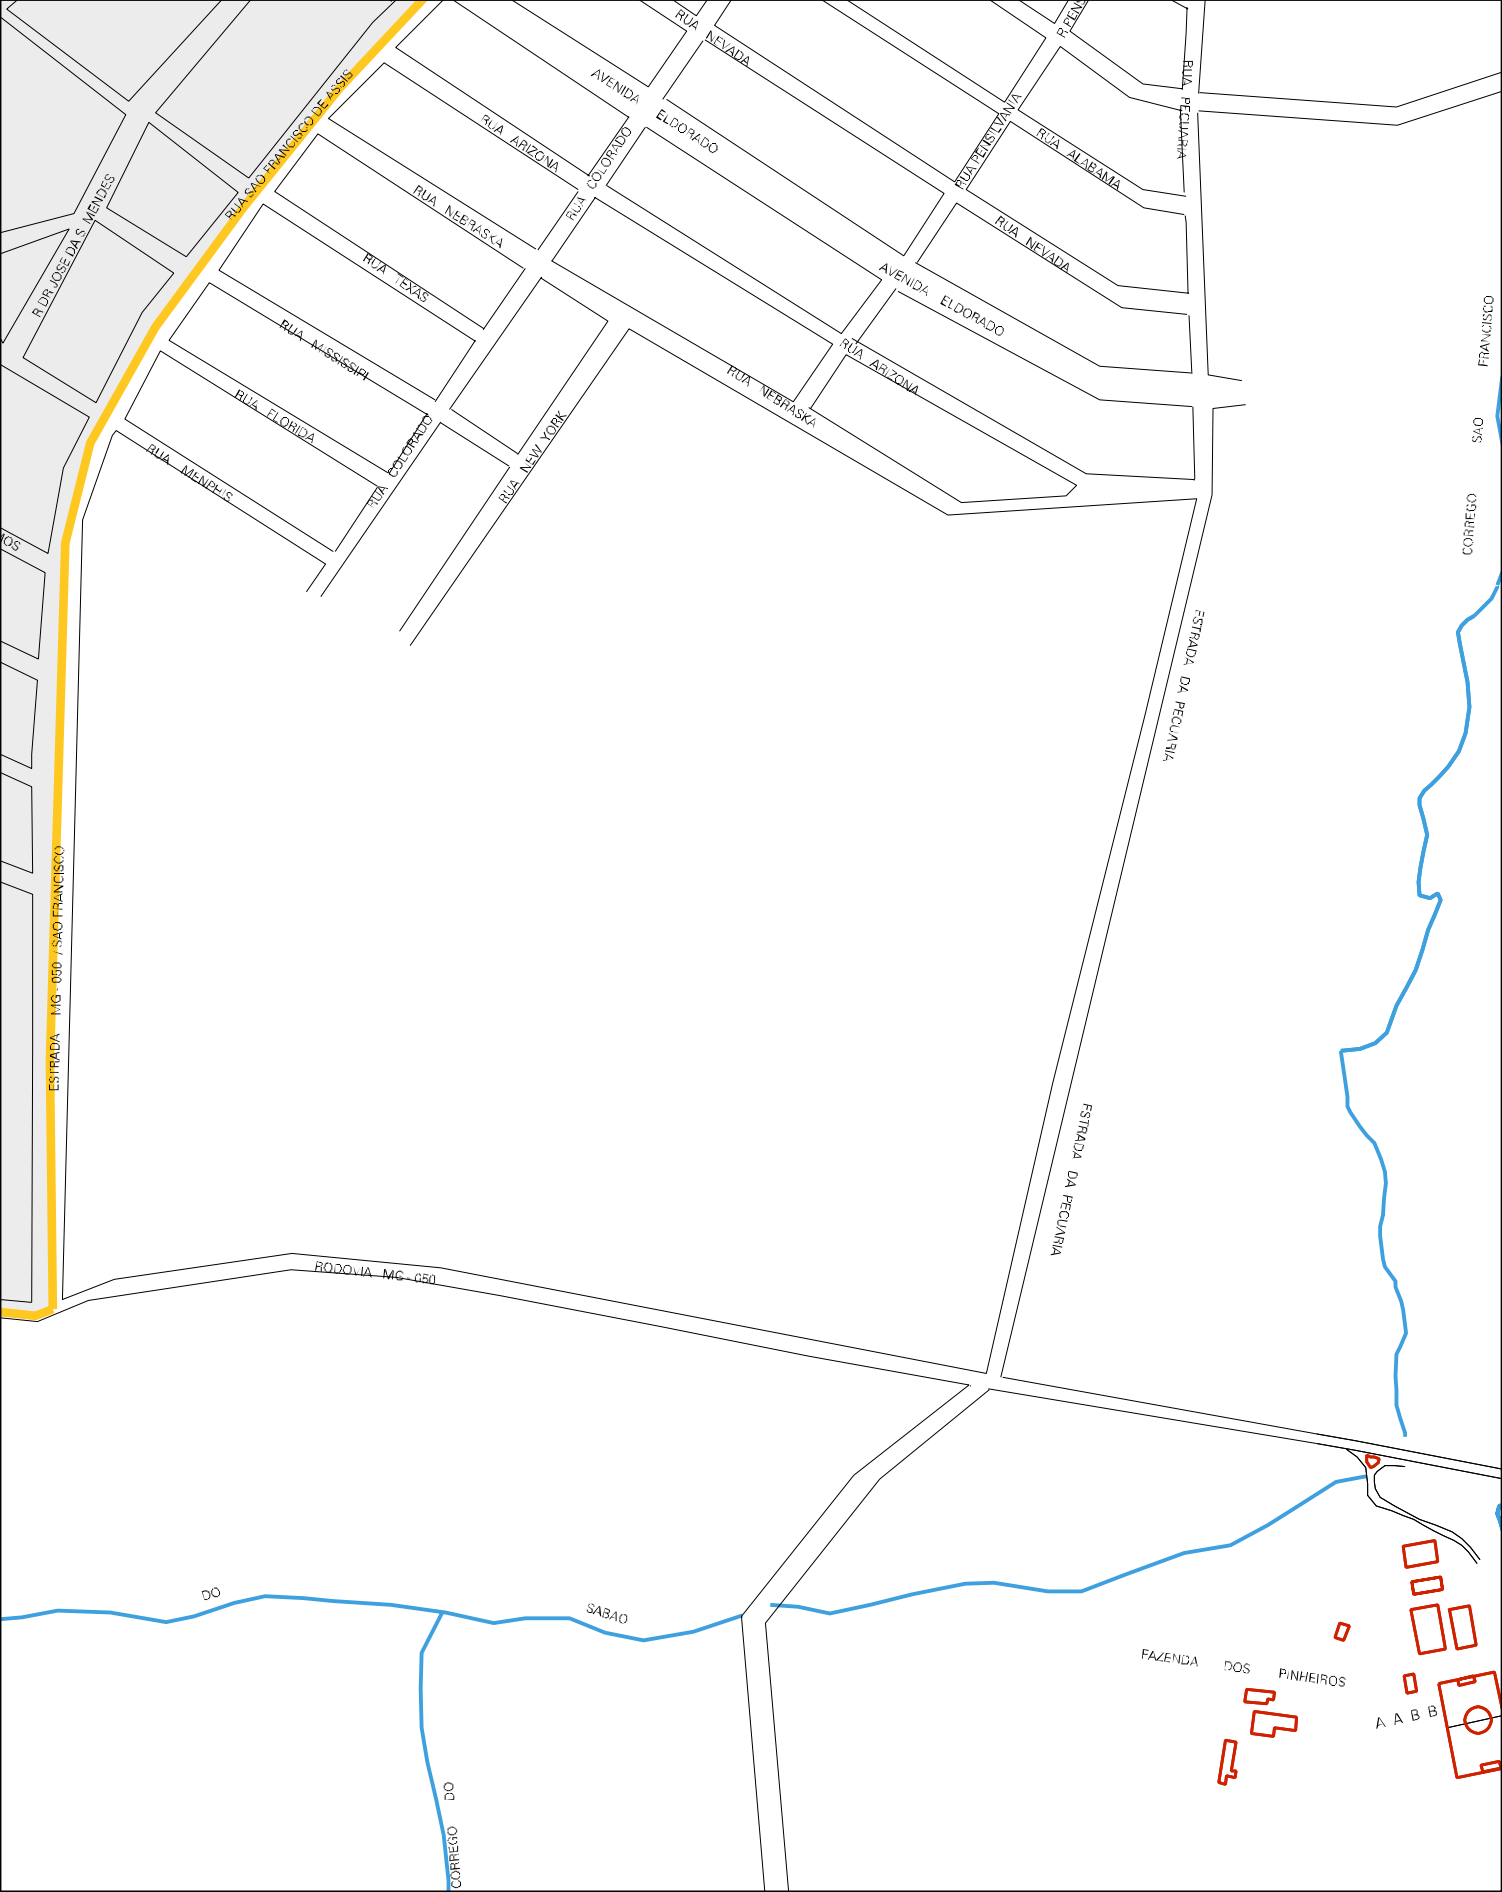 RUA NEVADA
R.PENS
AVENIDA ELDORADO
RUA PECUARIA
RUA SAO FRANCISCO DE ASSIS
RUA ARIZONA
RUA COLORADO
RUA PENSILVANIA
RUA ALABAMA
R DR JOSE DA S MENDES
RUA NEBRASKA
RUA NEVADA
RUA TEXAS
AVENIDA ELDORADO
RUA MISSISSIPI
RUA ARIZONA
RUA NEBRASKA
RUA FLORIDA
RUA COLORADO
RUA NEW YORK
RUA MENPHIS
CORREGO SAO FRANCISCO
MOS
ESTRADA DA PECUARIA
ESTRADA MG - 050 / SAO FRANCISCO
ESTRADA DA PECUARIA
RODOVIA MG - 050
DO SABAO
FAZENDA DOS PINHEIROS
A A B B
CORREGO DO